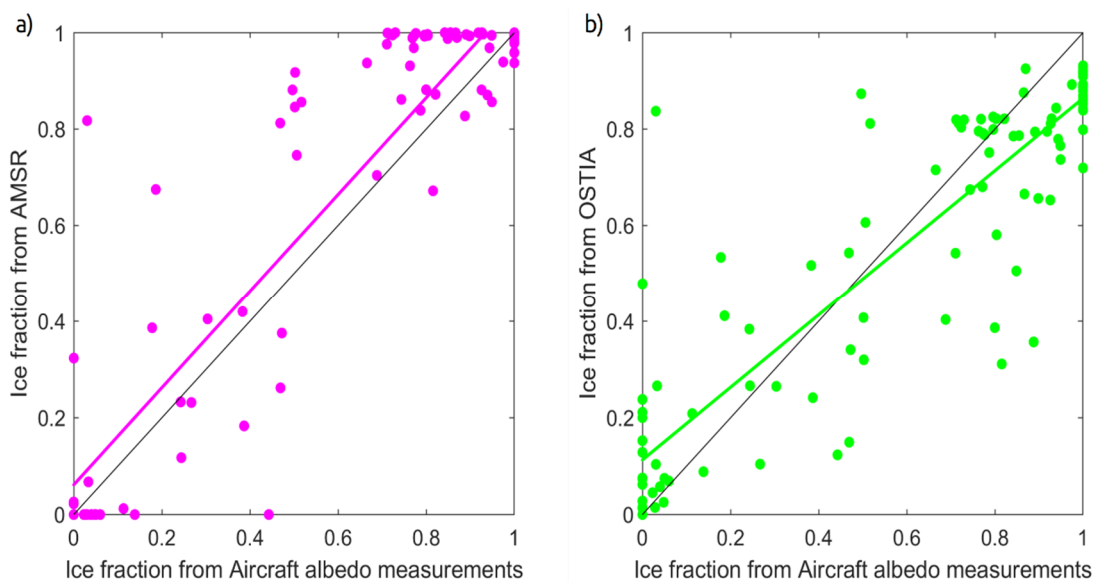 a)
Ice fraction from AMSR
1
0.8
0.6
0.4
0.2
0
0 0.2 0.4 0.6 0.8 1
Ice fraction from Aircraft albedo measurements
b)
Ice fraction from OSTIA
1
0.8
0.6
0.4
0.2
0
0 0.2 0.4 0.6 0.8 1
Ice fraction from Aircraft albedo measurements